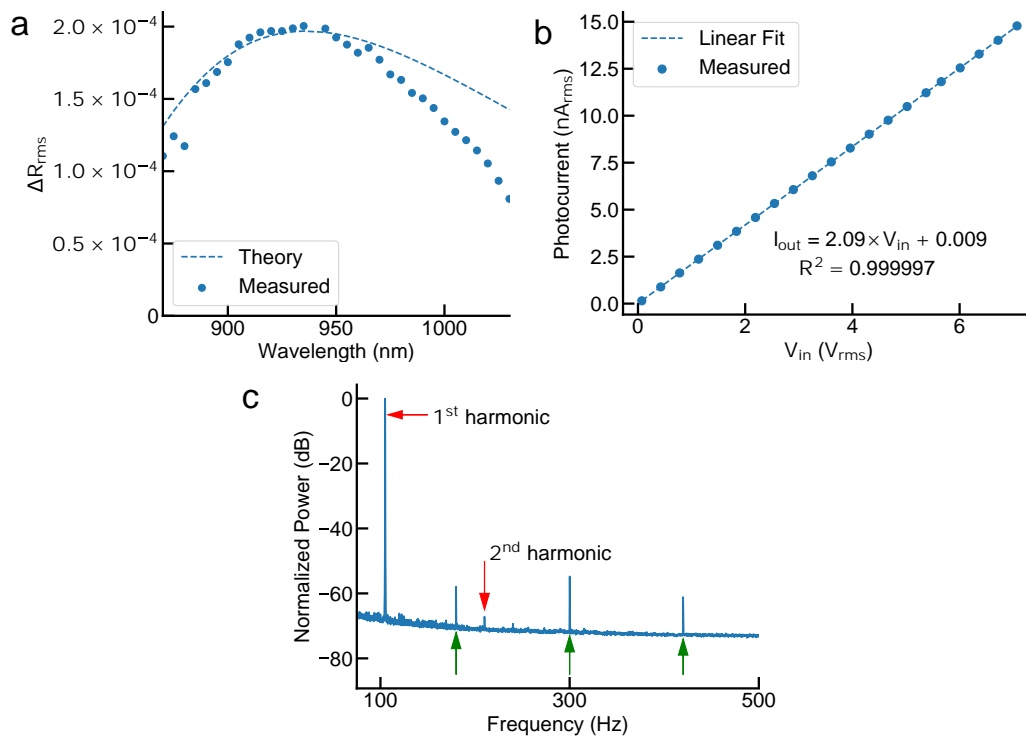 a
2.0 × 10⁻⁴
1.5 × 10⁻⁴
1.0 × 10⁻⁴
0.5 × 10⁻⁴
0
ΔR_rms
Theory
Measured
900
950
1000
Wavelength (nm)
b
15.0
12.5
10.0
7.5
5.0
2.5
0.0
Photocurrent (nA_rms)
Linear Fit
Measured
I_out = 2.09×V_in + 0.009
R² = 0.999997
0
2
4
6
V_in (V_rms)
c
0
−20
−40
−60
−80
Normalized Power (dB)
1st harmonic
2nd harmonic
100
300
500
Frequency (Hz)